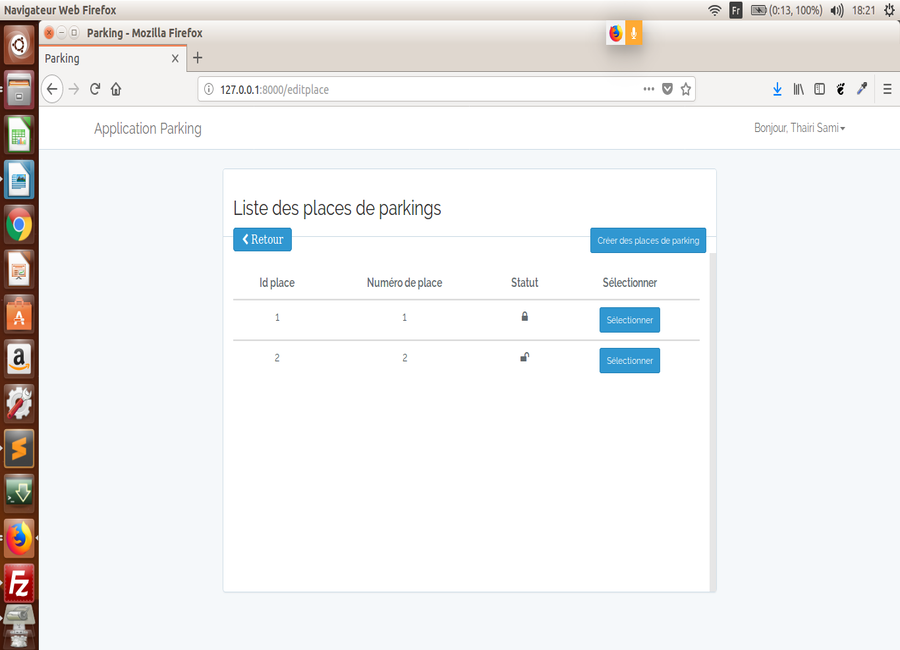 Navigateur Web Firefox
Fr
(0:13, 100%)
18:21
Parking - Mozilla Firefox
Parking
127.0.0.1:8000/editplace
Application Parking
Bonjour, Thairi Sami
Liste des places de parkings
Retour
Créer des places de parking
Id place Numéro de place Statut Sélectionner
1 1 Sélectionner
2 2 Sélectionner